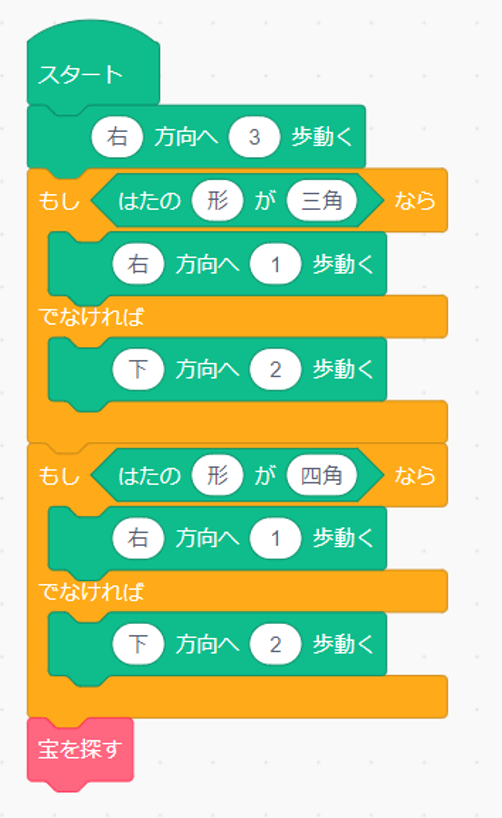 スタート
右 方向へ 3 歩動く
もし はたの 形 が 三角 なら
右 方向へ 1 歩動く
でなければ
下 方向へ 2 歩動く
もし はたの 形 が 四角 なら
右 方向へ 1 歩動く
でなければ
下 方向へ 2 歩動く
宝を探す